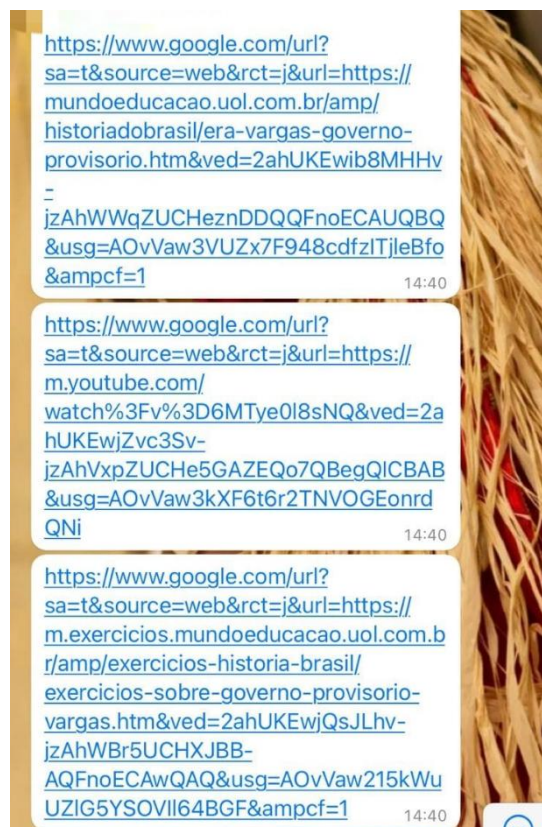 https://www.google.com/url?
sa=t&source=web&rct=j&url=https://
mundoeducacao.uol.com.br/amp/
historiadobrasil/era-vargas-governo-
provisorio.htm&ved=2ahUKEwib8MHHv
-
jzAhWWqZUCHeznDDQQFnoECAUQBQ
&usg=AOvVaw3VUZx7F948cdfzITjleBfo
&ampcf=1
14:40
https://www.google.com/url?
sa=t&source=web&rct=j&url=https://
m.youtube.com/
watch%3Fv%3D6MTye0l8sNQ&ved=2a
hUKEwjZvc3Sv-
jzAhVxpZUCHe5GAZEQo7QBegQICBAB
&usg=AOvVaw3kXF6t6r2TNVOGEonrd
QNi
14:40
https://www.google.com/url?
sa=t&source=web&rct=j&url=https://
m.exercicios.mundoeducacao.uol.com.b
r/amp/exercicios-historia-brasil/
exercicios-sobre-governo-provisorio-
vargas.htm&ved=2ahUKEwjQsJLhv-
jzAhWBr5UCHXJBB-
AQFnoECAwQAQ&usg=AOvVaw215kWu
UZIG5YSOVIl64BGF&ampcf=1
14:40